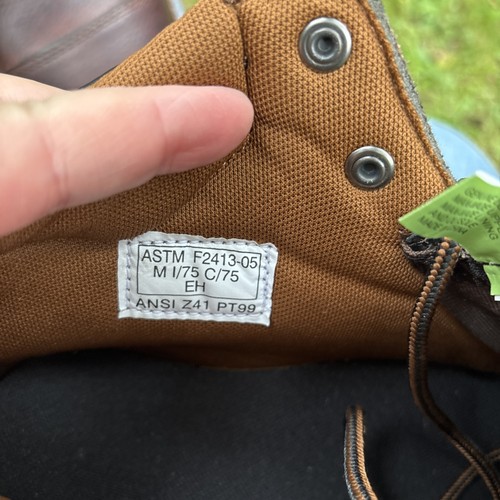 ASTM F2413-05
M I/75 C/75
EH
ANSI Z41 PT99